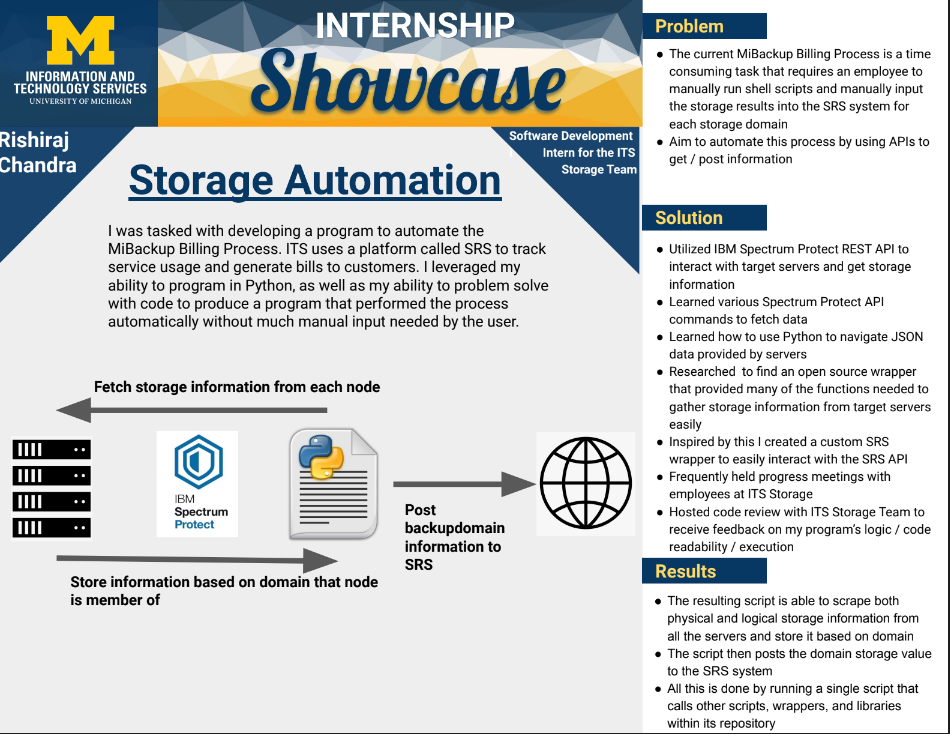 INTERNSHIP
Showcase
M
INFORMATION AND
TECHNOLOGY SERVICES
UNIVERSITY OF MICHIGAN
Rishiraj
Chandra
Software Development
Intern for the ITS
Storage Team
Storage Automation
I was tasked with developing a program to automate the
MiBackup Billing Process. ITS uses a platform called SRS to track
service usage and generate bills to customers. I leveraged my
ability to program in Python, as well as my ability to problem solve
with code to produce a program that performed the process
automatically without much manual input needed by the user.
Fetch storage information from each node
IBM
Spectrum
Protect
Post
backupdomain
information to
SRS
Store information based on domain that node
is member of
Problem
● The current MiBackup Billing Process is a time
consuming task that requires an employee to
manually run shell scripts and manually input
the storage results into the SRS system for
each storage domain
● Aim to automate this process by using APIs to
get / post information
Solution
● Utilized IBM Spectrum Protect REST API to
interact with target servers and get storage
information
● Learned various Spectrum Protect API
commands to fetch data
● Learned how to use Python to navigate JSON
data provided by servers
● Researched to find an open source wrapper
that provided many of the functions needed to
gather storage information from target servers
easily
● Inspired by this I created a custom SRS
wrapper to easily interact with the SRS API
● Frequently held progress meetings with
employees at ITS Storage
● Hosted code review with ITS Storage Team to
receive feedback on my program's logic / code
readability / execution
Results
● The resulting script is able to scrape both
physical and logical storage information from
all the servers and store it based on domain
● The script then posts the domain storage value
to the SRS system
● All this is done by running a single script that
calls other scripts, wrappers, and libraries
within its repository